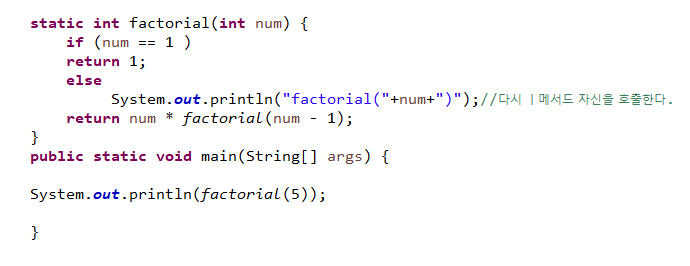 static int factorial(int num) {
if (num == 1 )
return 1;
else
System.out.println("factorial("+num+")");//다시 ㅣ메서드 자신을 호출한다.
return num * factorial(num - 1);
}
public static void main(String[] args) {
System.out.println(factorial(5));
}